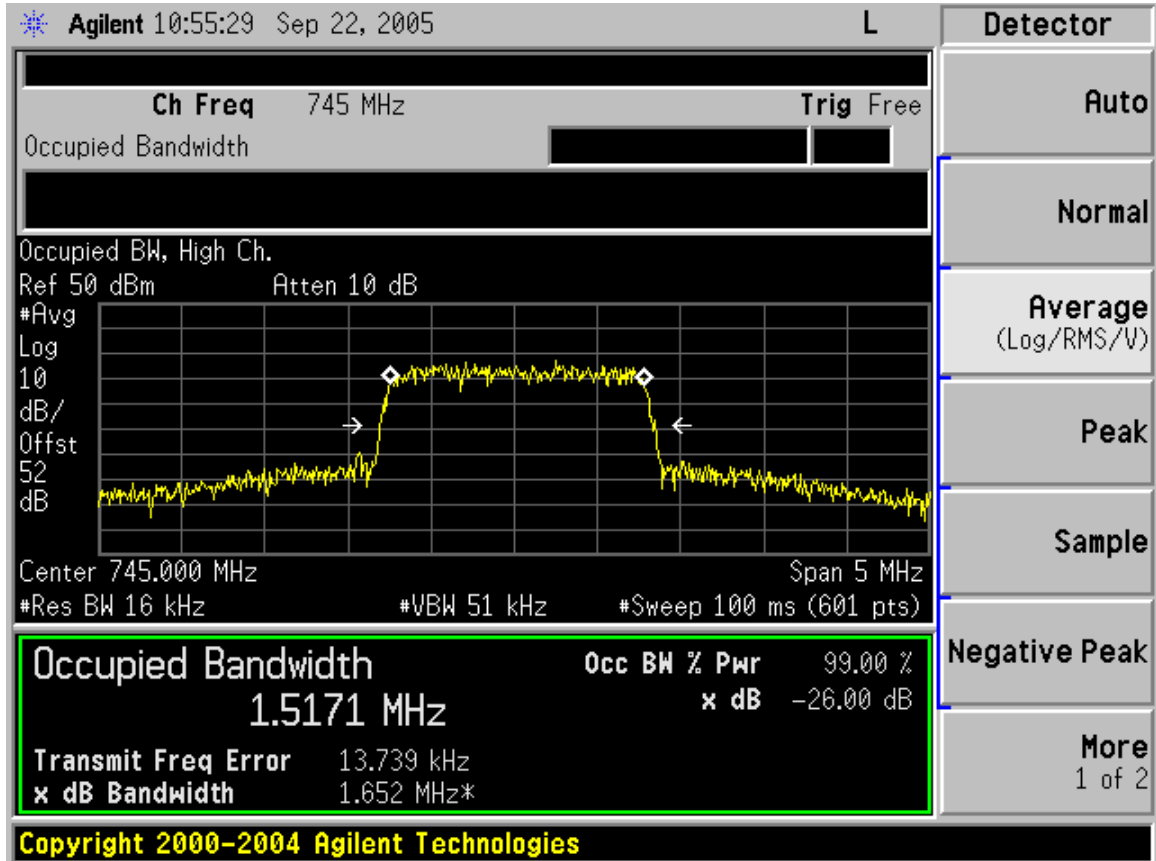 Agilent 10:55:29 Sep 22, 2005 L
Detector
Ch Freq 745 MHz Trig Free
Occupied Bandwidth
Occupied BW, High Ch.
Ref 50 dBm Atten 10 dB
#Avg
Log
10
dB/
Offst
52
dB
Center 745.000 MHz Span 5 MHz
#Res BW 16 kHz #VBW 51 kHz #Sweep 100 ms (601 pts)
Occupied Bandwidth
1.5171 MHz
Occ BW % Pwr 99.00 %
x dB -26.00 dB
Transmit Freq Error 13.739 kHz
x dB Bandwidth 1.652 MHz*
Auto
Normal
Average
(Log/RMS/V)
Peak
Sample
Negative Peak
More
1 of 2
Copyright 2000-2004 Agilent Technologies